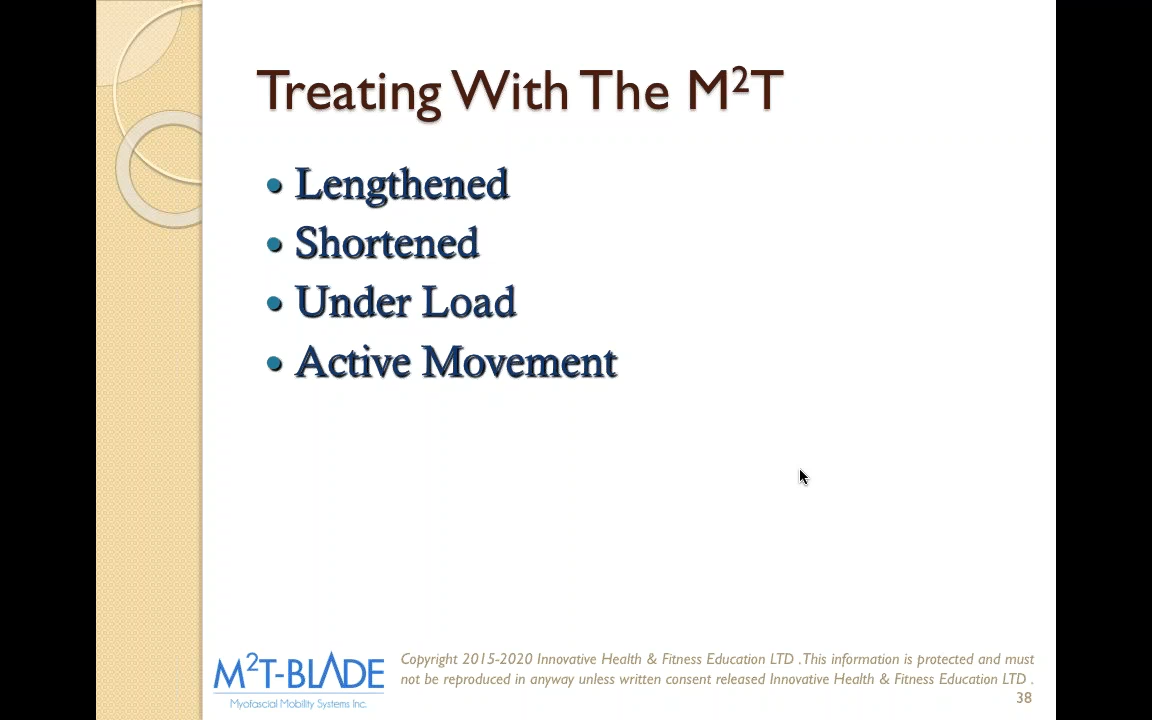 Treating With The M²T
• Lengthened
• Shortened
• Under Load
• Active Movement
M²T-BLADE
Myofascial Mobility Systems Inc.
Copyright 2015-2020 Innovative Health & Fitness Education LTD .This information is protected and must
not be reproduced in anyway unless written consent released Innovative Health & Fitness Education LTD .
38